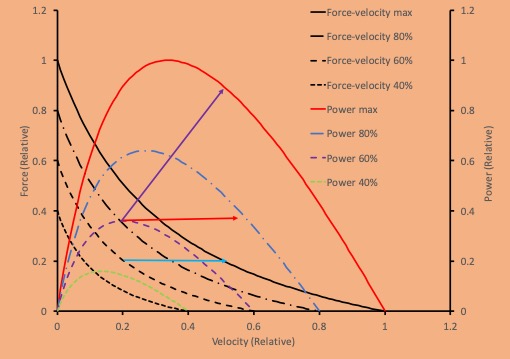 1.2
1
0.8
0.6
0.4
0.2
0
Force (Relative)
0
0.2
0.4
0.6
0.8
1
1.2
Velocity (Relative)
1.2
1
0.8
0.6
0.4
0.2
0
Power (Relative)
Force-velocity max
Force-velocity 80%
Force-velocity 60%
Force-velocity 40%
Power max
Power 80%
Power 60%
Power 40%